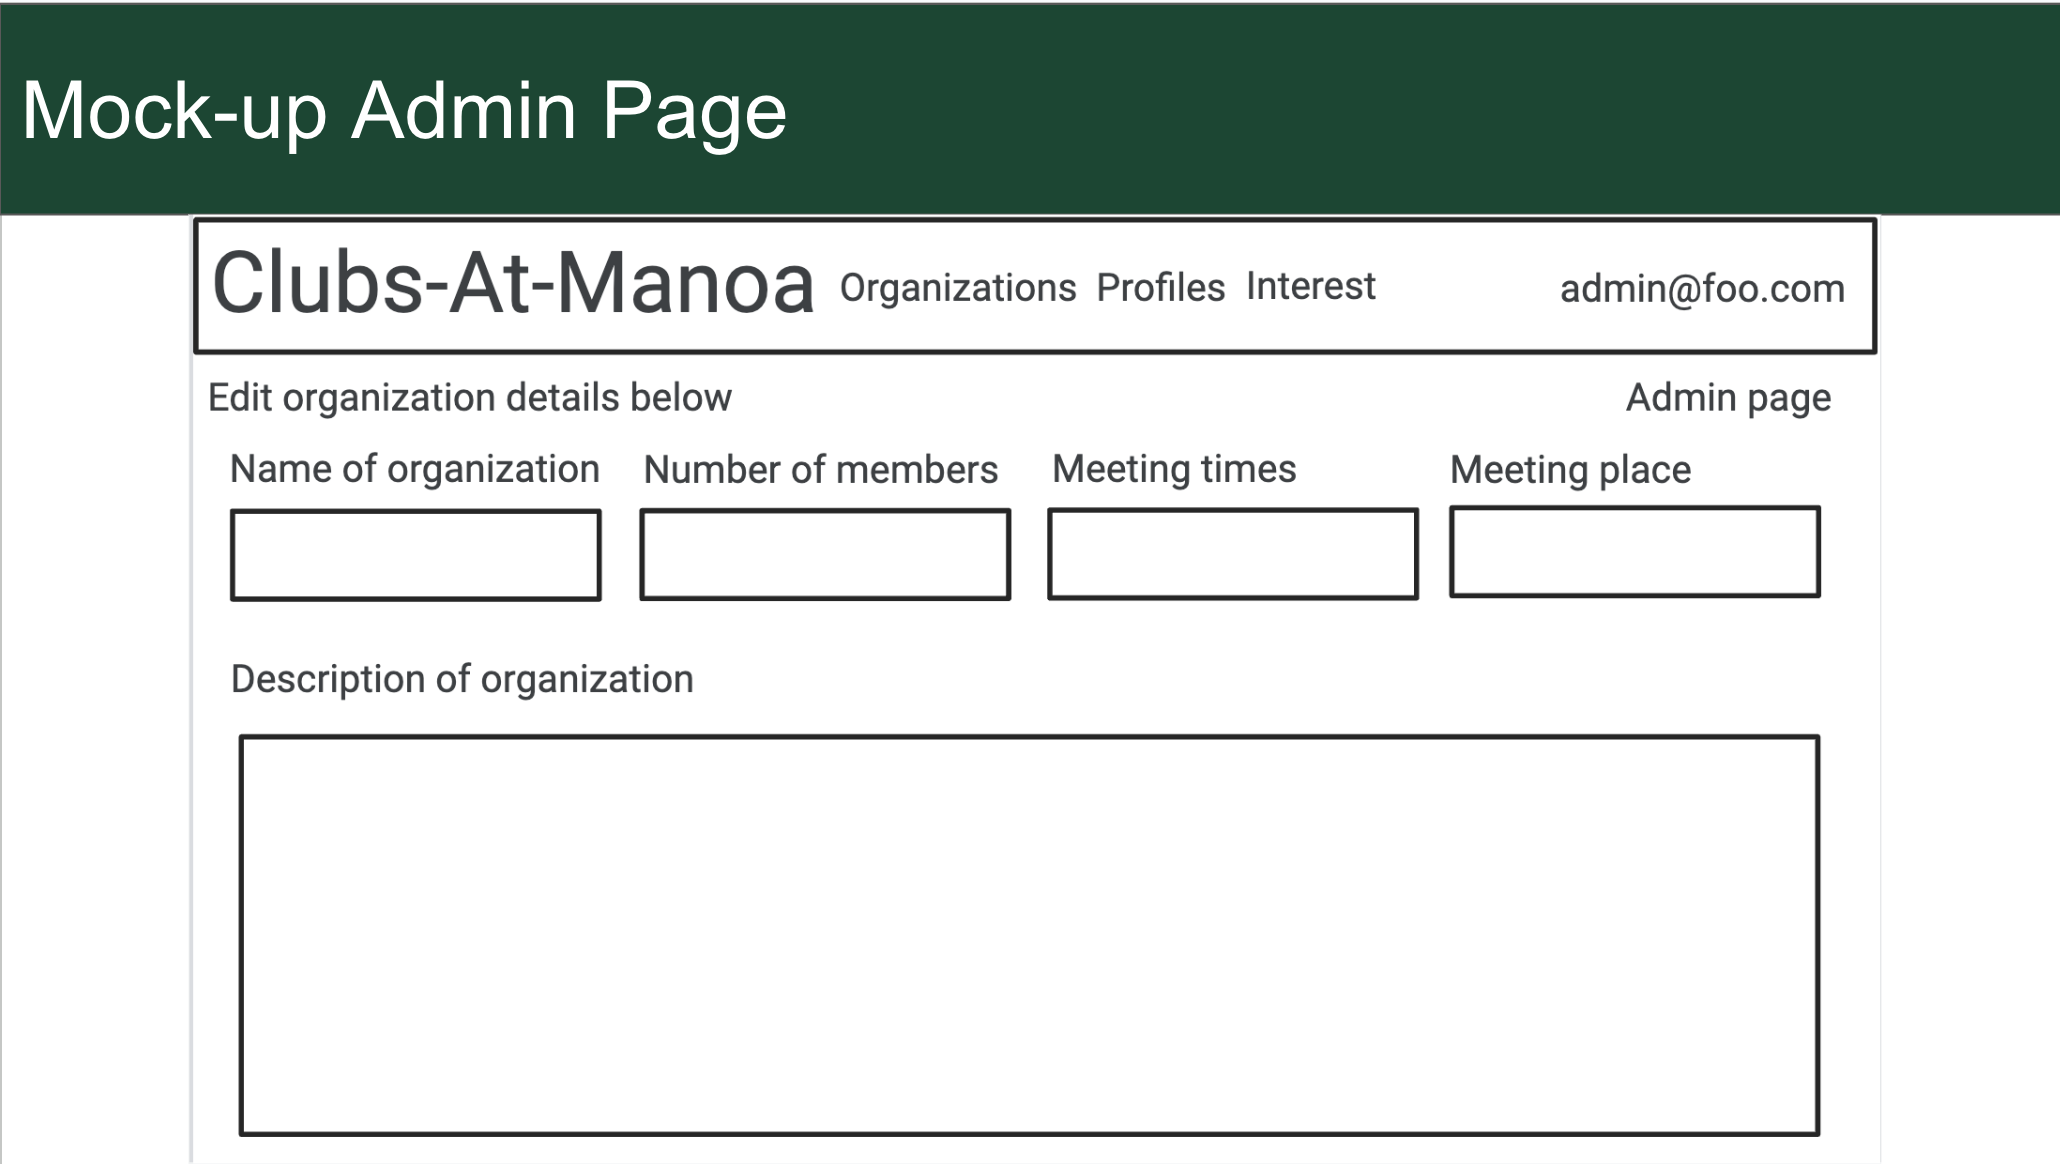 Mock-up Admin Page
Clubs-At-Manoa Organizations Profiles Interest admin@foo.com
Edit organization details below Admin page
Name of organization Number of members Meeting times Meeting place
Description of organization